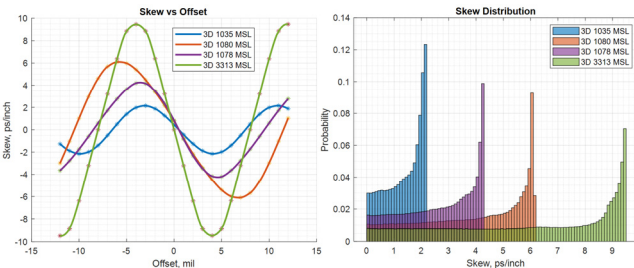 Skew vs Offset
3D 1035 MSL
3D 1080 MSL
3D 1078 MSL
3D 3313 MSL
Skew, ps/inch
10
8
6
4
2
0
-2
-4
-6
-8
-10
-15
-10
-5
0
5
10
15
Offset, mil
Skew Distribution
3D 1035 MSL
3D 1080 MSL
3D 1078 MSL
3D 3313 MSL
Probability
0.14
0.12
0.1
0.08
0.06
0.04
0.02
0
0
1
2
3
4
5
6
7
8
9
Skew, ps/inch